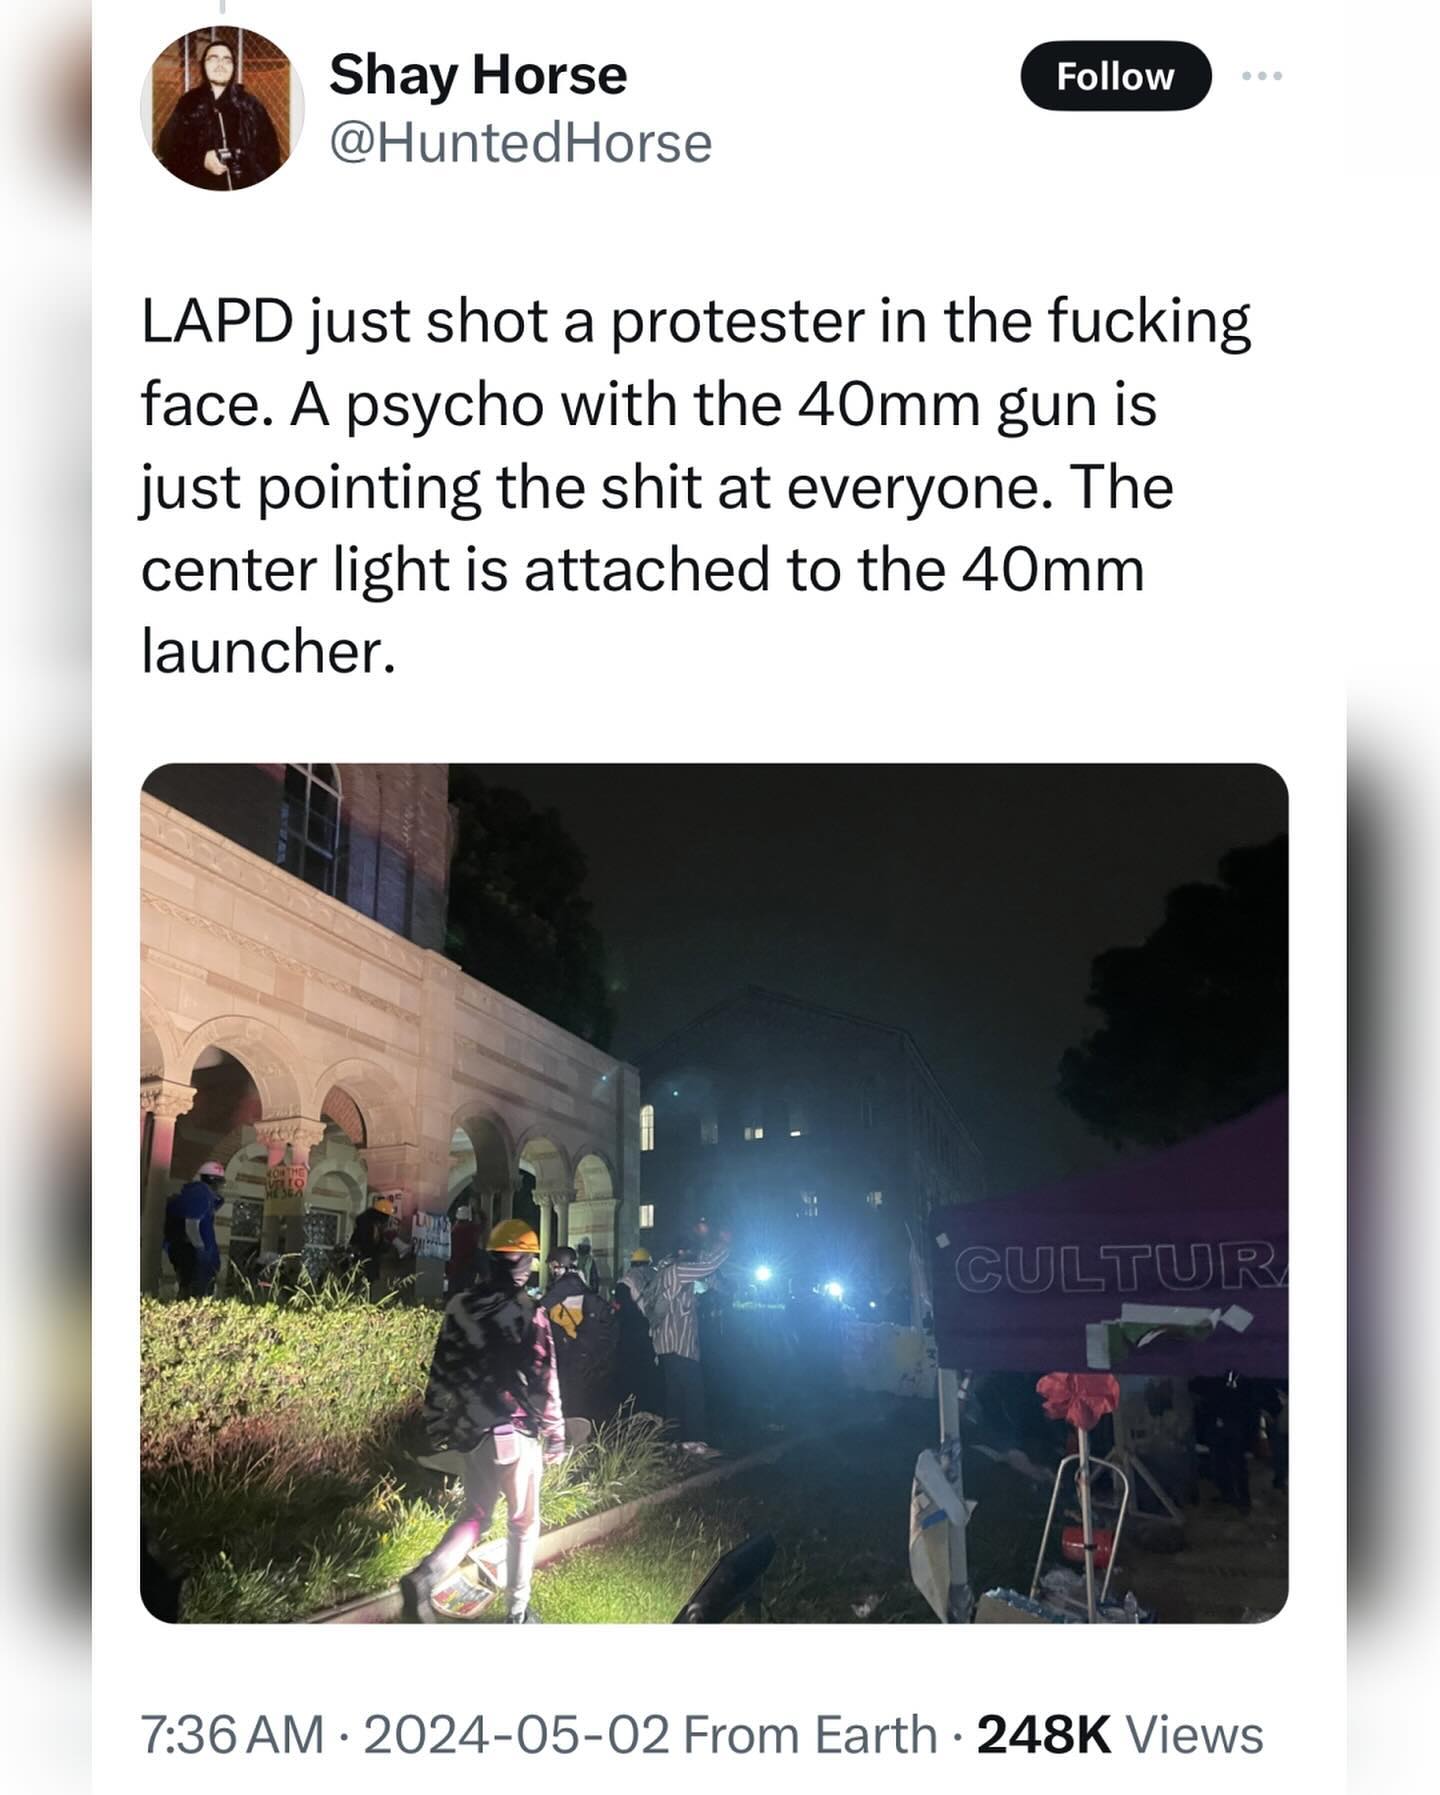 Shay Horse
Follow
@HuntedHorse
LAPD just shot a protester in the fucking
face. A psycho with the 40mm gun is
just pointing the shit at everyone. The
center light is attached to the 40mm
launcher.
CULTURA
7:36 AM · 2024-05-02 From Earth · 248K Views